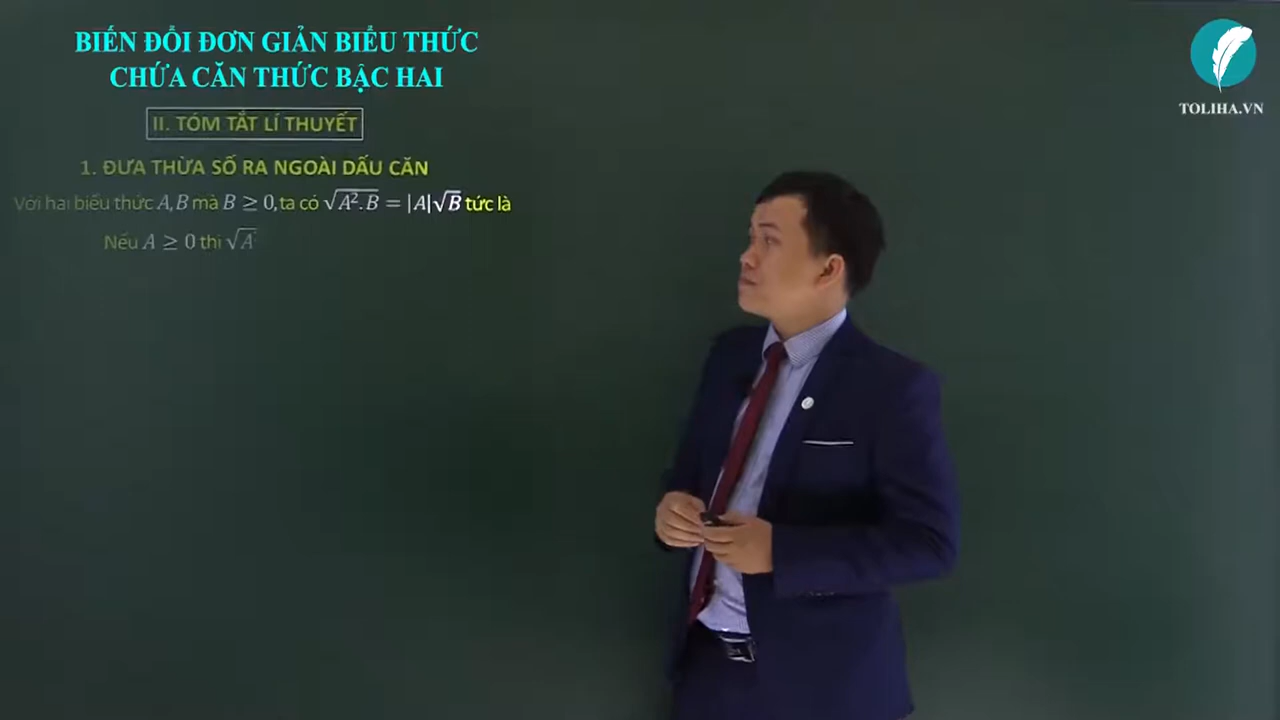 BIẾN ĐỔI ĐƠN GIẢN BIỂU THỨC
CHỨA CĂN THỨC BẬC HAI
TOLIHA.VN
II. TÓM TẮT LÍ THUYẾT
1. ĐƯA THỪA SỐ RA NGOÀI DẤU CĂN
Với hai biểu thức A, B mà B ≥ 0, ta có √(A².B) = |A|√B tức là
Nếu A ≥ 0 thì √A